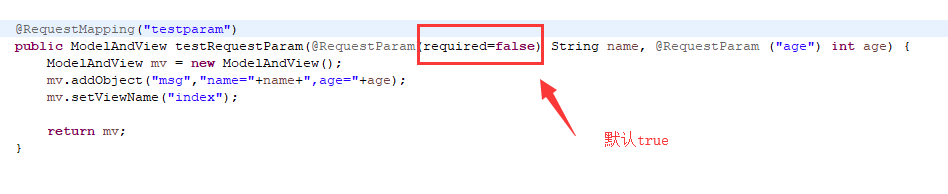 @RequestMapping("testparam")
public ModelAndView testRequestParam(@RequestParam(required=false) String name, @RequestParam ("age") int age) {
ModelAndView mv = new ModelAndView();
mv.addObject("msg","name="+name+",age="+age);
mv.setViewName("index");
return mv;
}
默认true